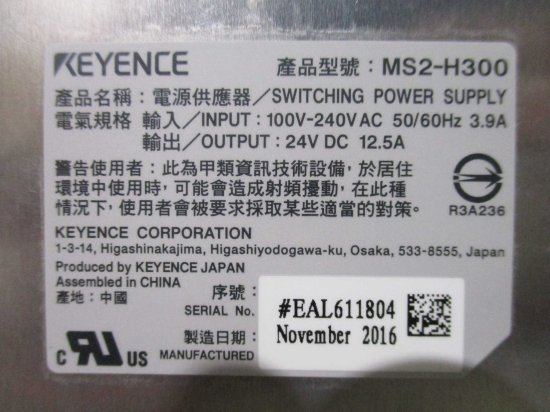 KEYENCE 產品型號：MS2-H300
產品名稱：電源供應器／SWITCHING POWER SUPPLY
電氣規格 輸入／INPUT: 100V-240V AC 50/60Hz 3.9A
輸出／OUTPUT: 24V DC 12.5A
警告使用者：此為甲類資訊技術設備，於居住
環境中使用時，可能會造成射頻擾動，在此種
情況下，使用者會被要求採取某些適當的對策。
R3A236
KEYENCE CORPORATION
1-3-14, Higashinakajima, Higashiyodogawa-ku, Osaka, 533-8555, Japan
Produced by KEYENCE JAPAN
Assembled in CHINA
產地：中國
序號：
SERIAL No.
#EAL611804
製造日期：
MANUFACTURED
November 2016
C RU US